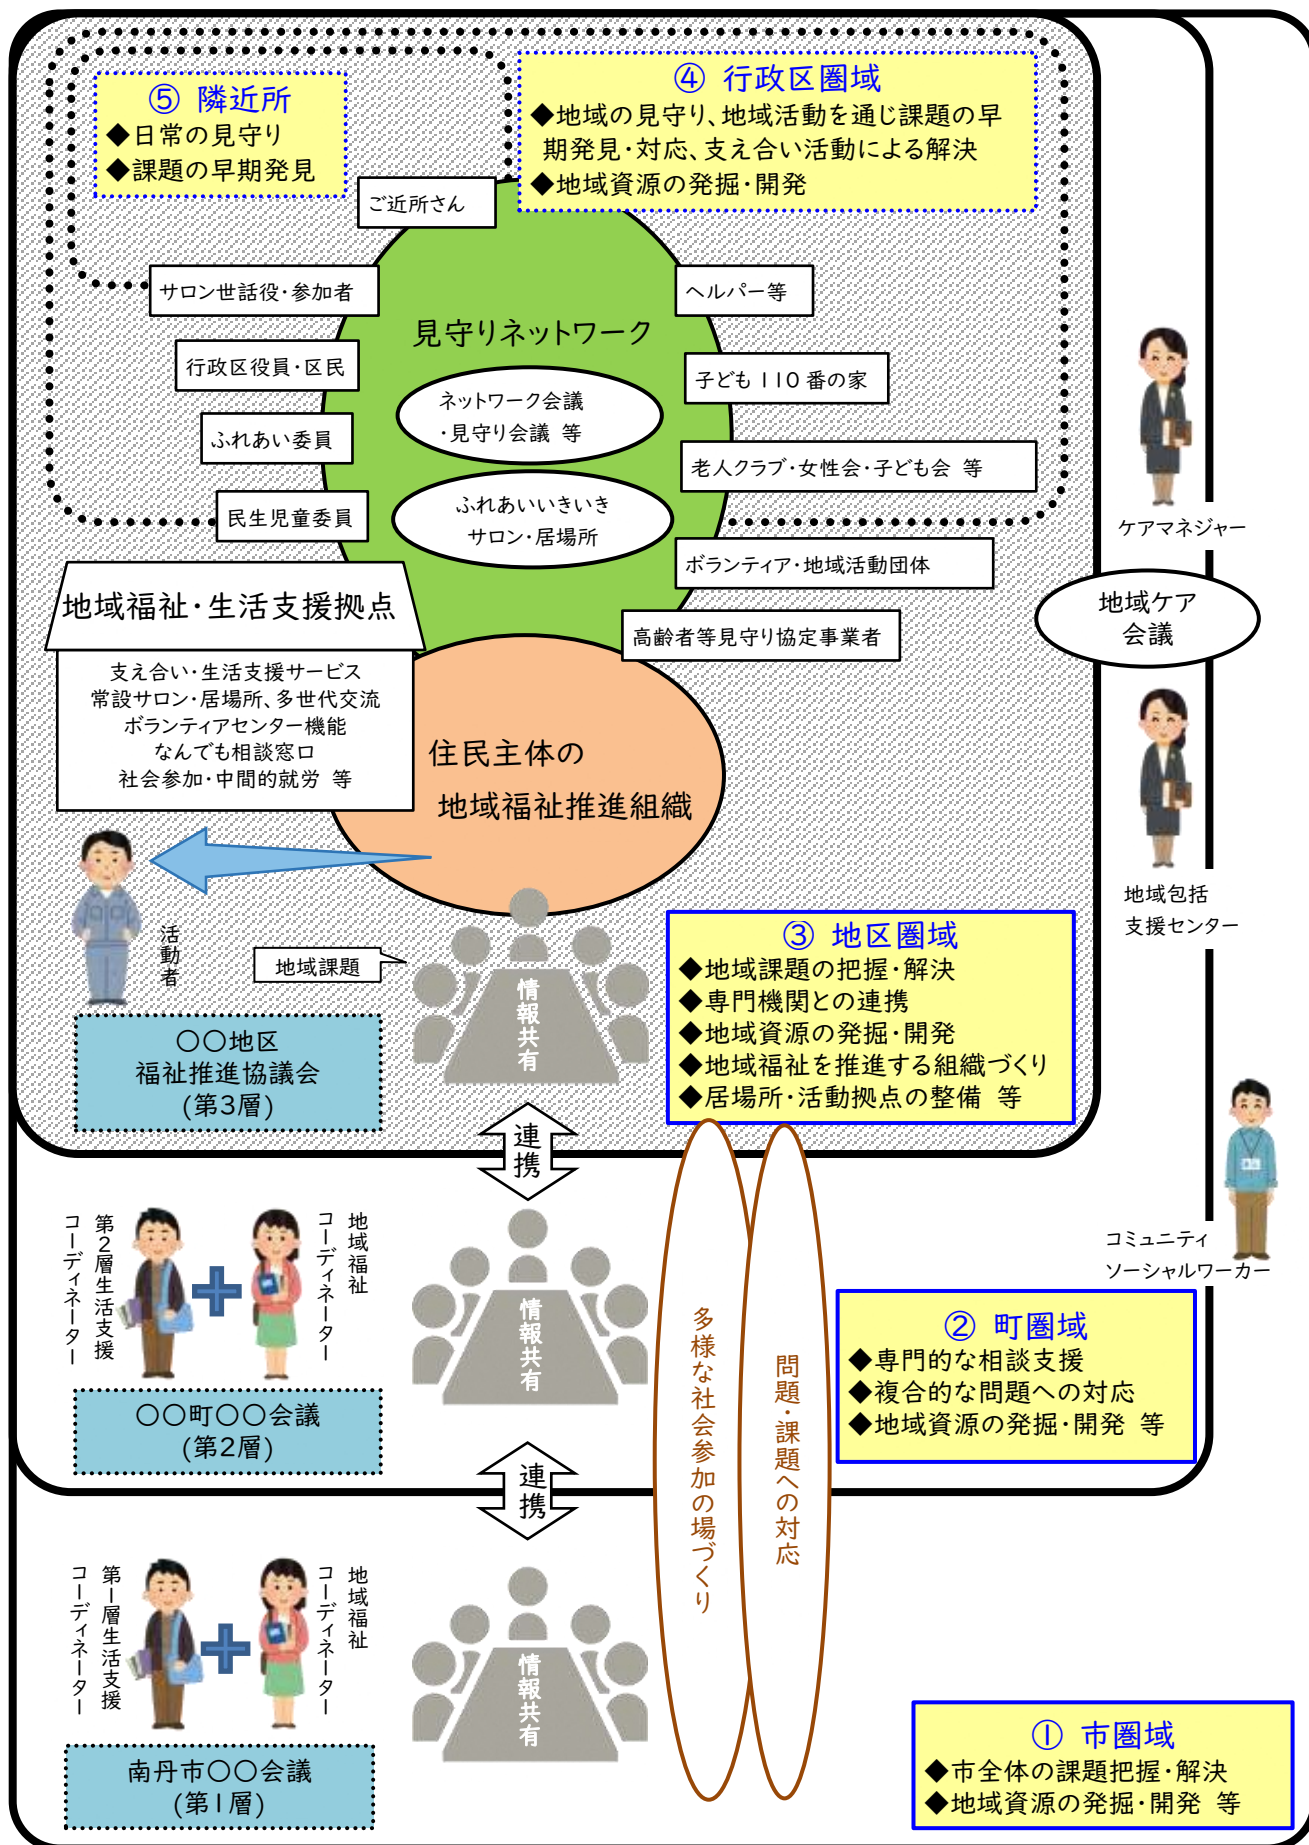 ⑤ 隣近所
◆日常の見守り
◆課題の早期発見
④ 行政区圏域
◆地域の見守り、地域活動を通じ課題の早
期発見・対応、支え合い活動による解決
◆地域資源の発掘・開発
ご近所さん
サロン世話役・参加者
行政区役員・区民
ふれあい委員
民生児童委員
見守りネットワーク
ネットワーク会議
・見守り会議 等
ふれあいいきいき
サロン・居場所
ヘルパー等
子ども110番の家
老人クラブ・女性会・子ども会 等
ボランティア・地域活動団体
高齢者等見守り協定事業者
ケアマネジャー
地域ケア
会議
地域包括
支援センター
地域福祉・生活支援拠点
支え合い・生活支援サービス
常設サロン・居場所、多世代交流
ボランティアセンター機能
なんでも相談窓口
社会参加・中間的就労 等
住民主体の
地域福祉推進組織
活動者
地域課題
情報共有
③ 地区圏域
◆地域課題の把握・解決
◆専門機関との連携
◆地域資源の発掘・開発
◆地域福祉を推進する組織づくり
◆居場所・活動拠点の整備 等
〇〇地区
福祉推進協議会
(第3層)
連携
コミュニティ
ソーシャルワーカー
第2層生活支援
コーディネーター
地域福祉
コーディネーター
情報共有
〇〇町〇〇会議
(第2層)
② 町圏域
◆専門的な相談支援
◆複合的な問題への対応
◆地域資源の発掘・開発 等
多様な社会参加の場づくり
問題・課題への対応
連携
第1層生活支援
コーディネーター
地域福祉
コーディネーター
情報共有
南丹市〇〇会議
(第1層)
① 市圏域
◆市全体の課題把握・解決
◆地域資源の発掘・開発 等